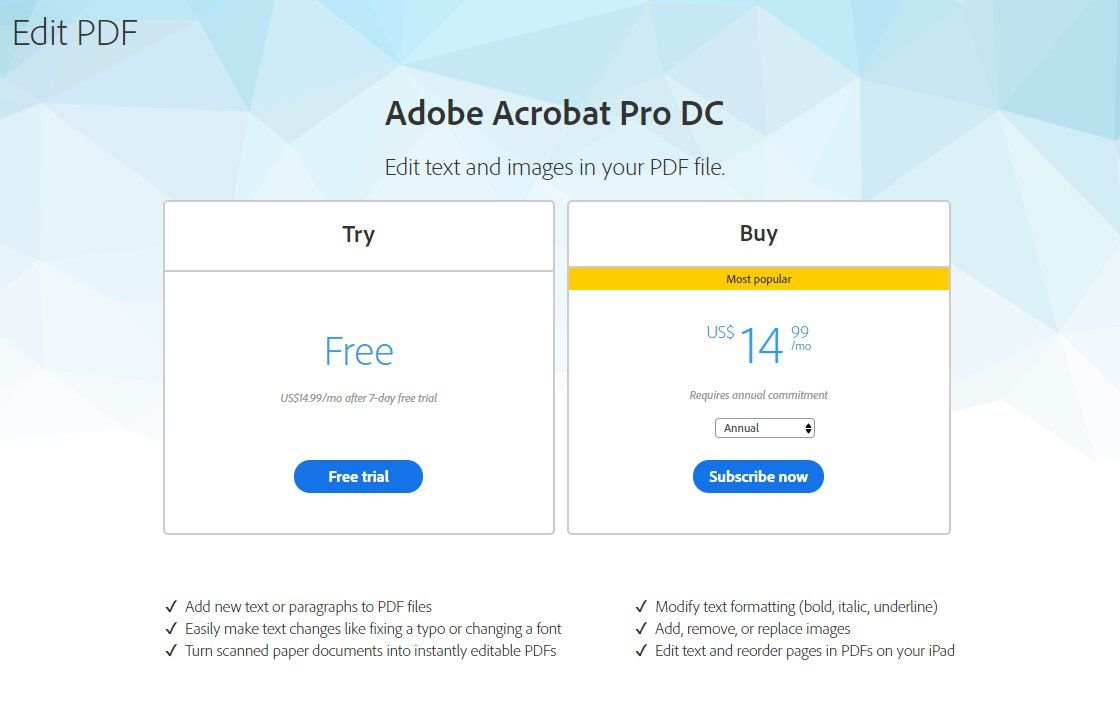 Edit PDF
Adobe Acrobat Pro DC
Edit text and images in your PDF file.
Try
Free
US$14.99/mo after 7-day free trial
Free trial
Buy
Most popular
US$ 14 99 /mo
Requires annual commitment
Annual
Subscribe now
✓ Add new text or paragraphs to PDF files
✓ Easily make text changes like fixing a typo or changing a font
✓ Turn scanned paper documents into instantly editable PDFs
✓ Modify text formatting (bold, italic, underline)
✓ Add, remove, or replace images
✓ Edit text and reorder pages in PDFs on your iPad